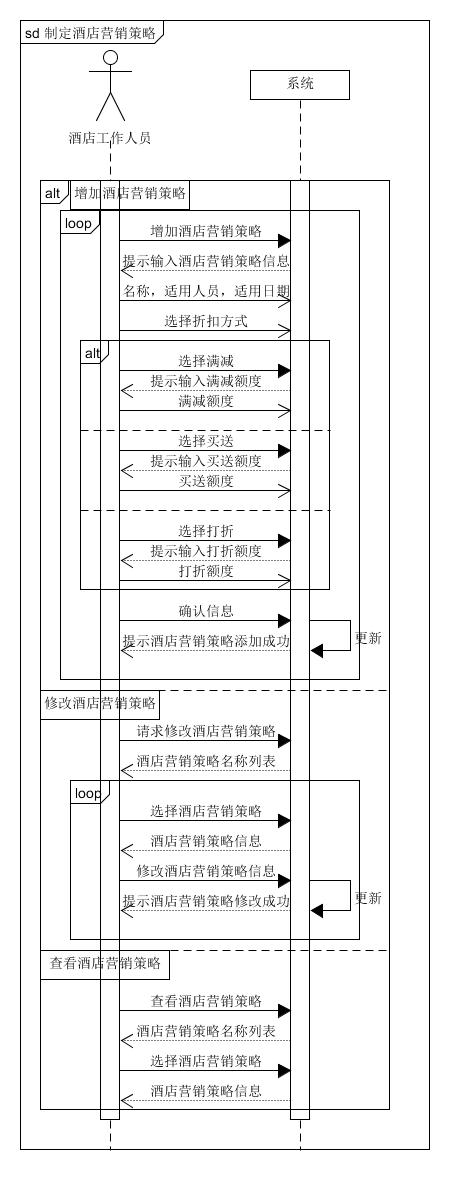 sd 制定酒店营销策略
系统
酒店工作人员
alt
增加酒店营销策略
loop
增加酒店营销策略
提示输入酒店营销策略信息
名称，适用人员，适用日期
选择折扣方式
alt
选择满减
提示输入满减额度
满减额度
选择买送
提示输入买送额度
买送额度
选择打折
提示输入打折额度
打折额度
确认信息
更新
提示酒店营销策略添加成功
修改酒店营销策略
请求修改酒店营销策略
酒店营销策略名称列表
loop
选择酒店营销策略
酒店营销策略信息
修改酒店营销策略信息
更新
提示酒店营销策略修改成功
查看酒店营销策略
查看酒店营销策略
酒店营销策略名称列表
选择酒店营销策略
酒店营销策略信息